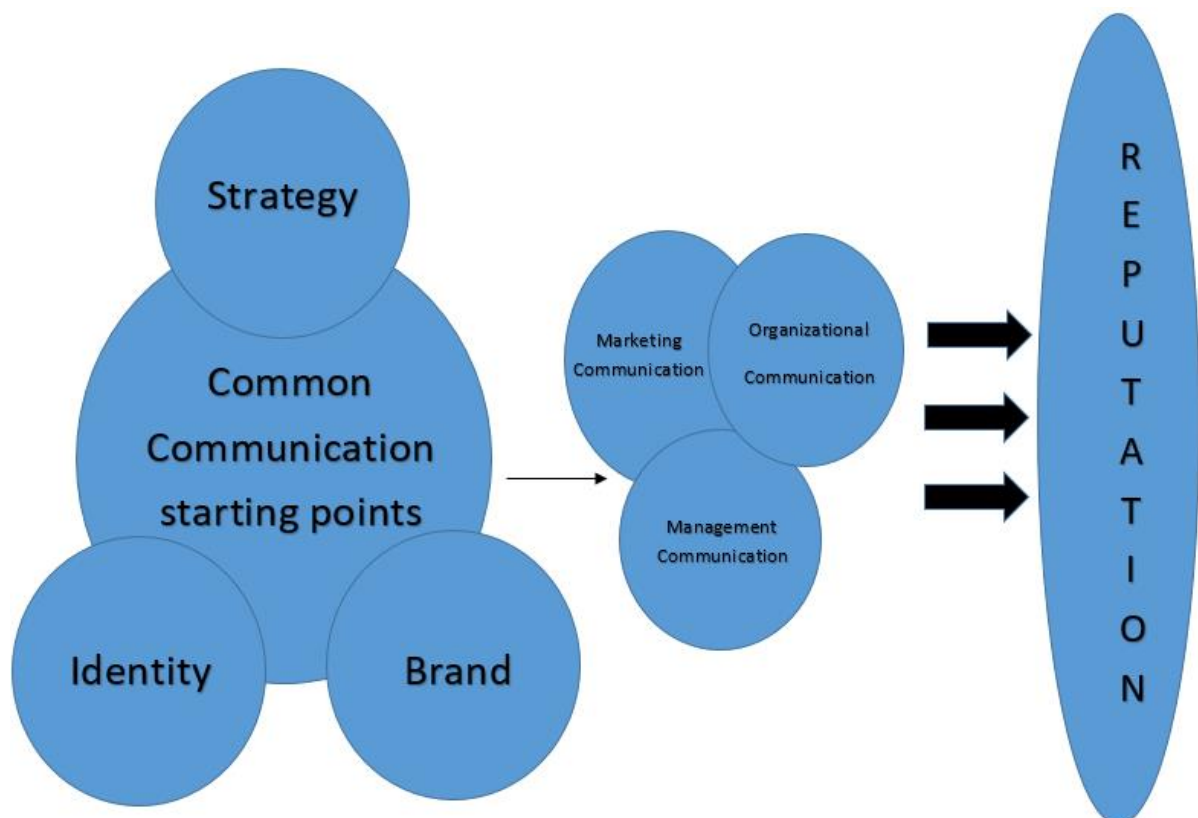 Strategy
Common
Communication
starting points
Identity
Brand
Marketing
Communication
Organizational
Communication
Management
Communication
R
E
P
U
T
A
T
I
O
N